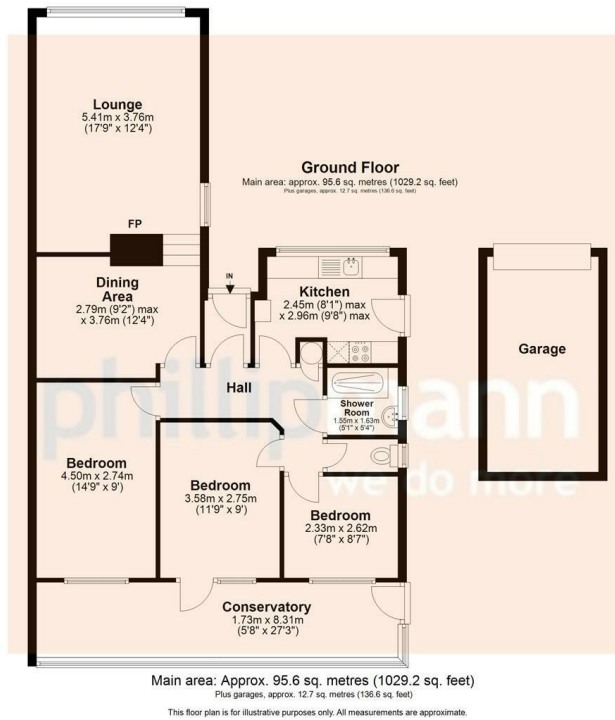 Lounge
5.41m x 3.76m
(17'9" x 12'4")
Ground Floor
Main area: approx. 95.6 sq. metres (1029.2 sq. feet)
Plus garages, approx. 12.7 sq. metres (136.6 sq. feet)
FP
IN
Dining
Area
2.79m (9'2") max
x 3.76m (12'4")
Kitchen
2.45m (8'1") max
x 2.96m (9'8") max
Garage
Hall
Shower
Room
1.55m x 1.63m
(5'1" x 5'4")
phillip mann
we do more
Bedroom
4.50m x 2.74m
(14'9" x 9')
Bedroom
3.58m x 2.75m
(11'9" x 9')
Bedroom
2.33m x 2.62m
(7'8" x 8'7")
Conservatory
1.73m x 8.31m
(5'8" x 27'3")
Main area: Approx. 95.6 sq. metres (1029.2 sq. feet)
Plus garages, approx. 12.7 sq. metres (136.6 sq. feet)
This floor plan is for illustrative purposes only. All measurements are approximate.